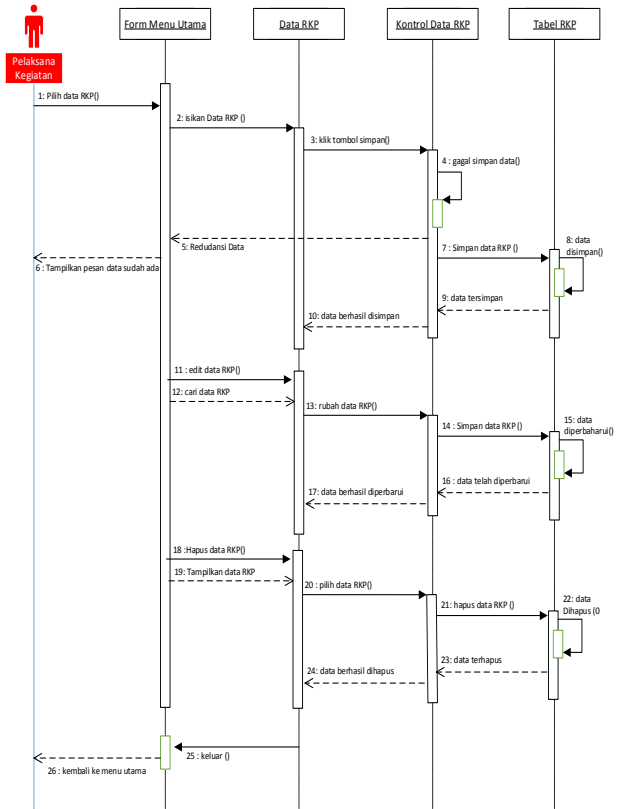 Form Menu Utama
Data RKP
Kontrol Data RKP
Tabel RKP
Pelaksana
Kegiatan
1: Pilih data RKP()
2: isikan Data RKP ()
3: klik tombol simpan()
4 : gagal simpan data()
5: Redudansi Data
6 : Tampilkan pesan data sudah ada
7 : Simpan data RKP ()
8: data
disimpan()
9: data tersimpan
10: data berhasil disimpan
11 : edit data RKP()
12: cari data RKP
13: rubah data RKP()
14 : Simpan data RKP ()
15: data
diperbaharui()
16 : data telah diperbarui
17: data berhasil diperbarui
18 :Hapus data RKP()
19: Tampilkan data RKP
20 : pilih data RKP()
21: hapus data RKP ()
22: data
Dihapus (0
23: data terhapus
24: data berhasil dihapus
25 : keluar ()
26 : kembali ke menu utama